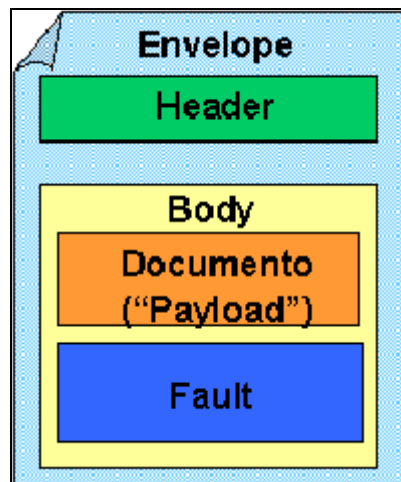 Envelope
Header
Body
Documento
(“Payload”)
Fault